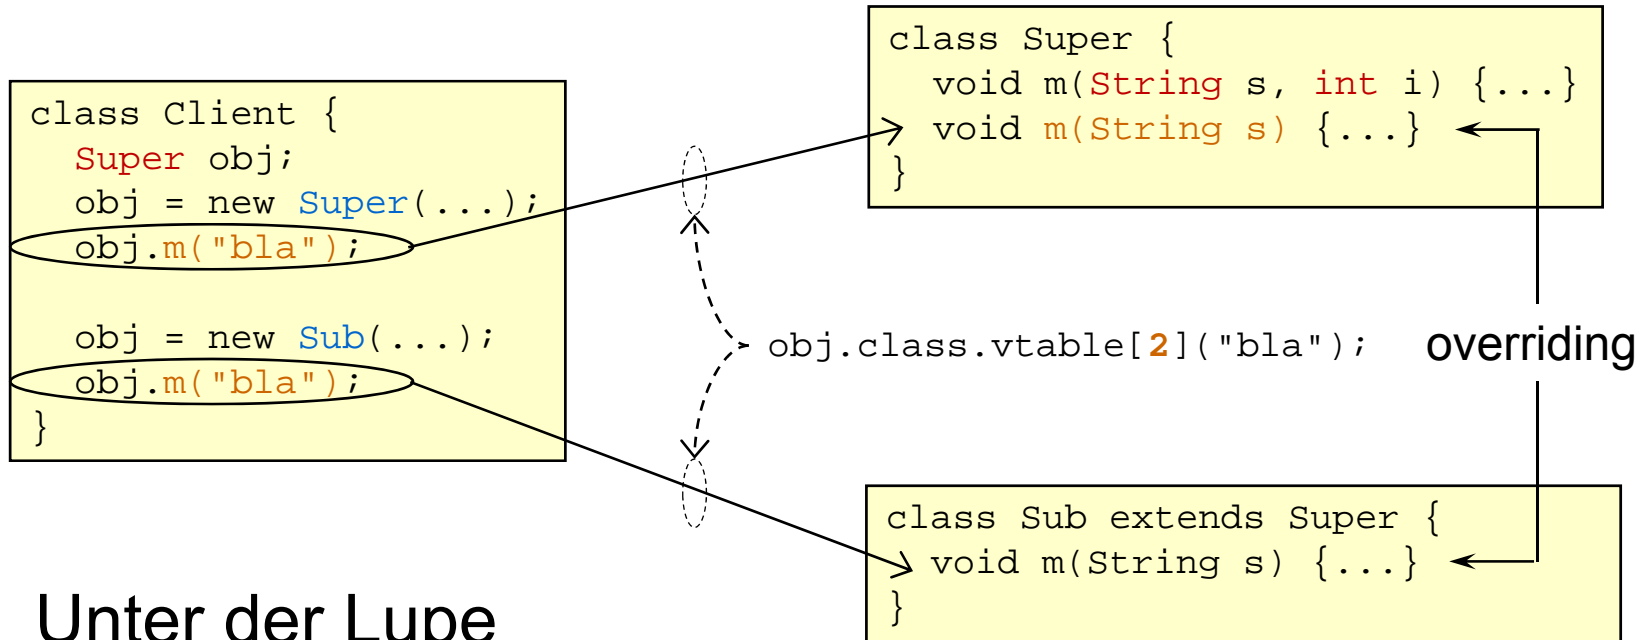 class Client {
Super obj;
obj = new Super(...);
obj.m("bla");
obj = new Sub(...);
obj.m("bla");
}
class Super {
void m(String s, int i) {...}
void m(String s) {...}
}
obj.class.vtable[2]("bla");
overriding
class Sub extends Super {
void m(String s) {...}
}
Unter der Lupe